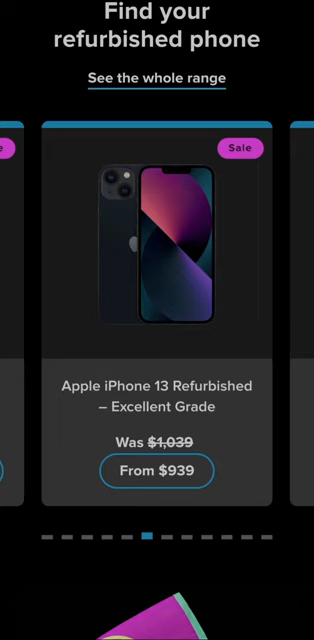 Find your
refurbished phone
See the whole range
Sale
Apple iPhone 13 Refurbished
– Excellent Grade
Was $1,039
From $939